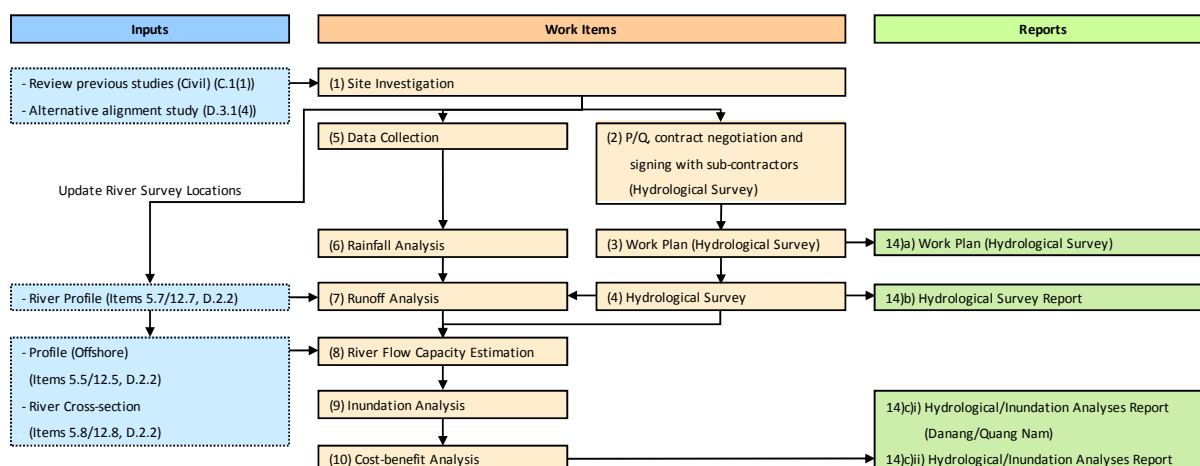 Inputs
Work Items
Reports
- Review previous studies (Civil) (C.1(1))
- Alternative alignment study (D.3.1(4))
(1) Site Investigation
(5) Data Collection
(2) P/Q, contract negotiation and
signing with sub-contractors
(Hydrological Survey)
Update River Survey Locations
(6) Rainfall Analysis
(3) Work Plan (Hydrological Survey)
14)a) Work Plan (Hydrological Survey)
- River Profile (Items 5.7/12.7, D.2.2)
(7) Runoff Analysis
(4) Hydrological Survey
14)b) Hydrological Survey Report
- Profile (Offshore)
(Items 5.5/12.5, D.2.2)
- River Cross-section
(Items 5.8/12.8, D.2.2)
(8) River Flow Capacity Estimation
(9) Inundation Analysis
(10) Cost-benefit Analysis
14)c)i) Hydrological/Inundation Analyses Report
(Danang/Quang Nam)
14)c)ii) Hydrological/Inundation Analyses Report